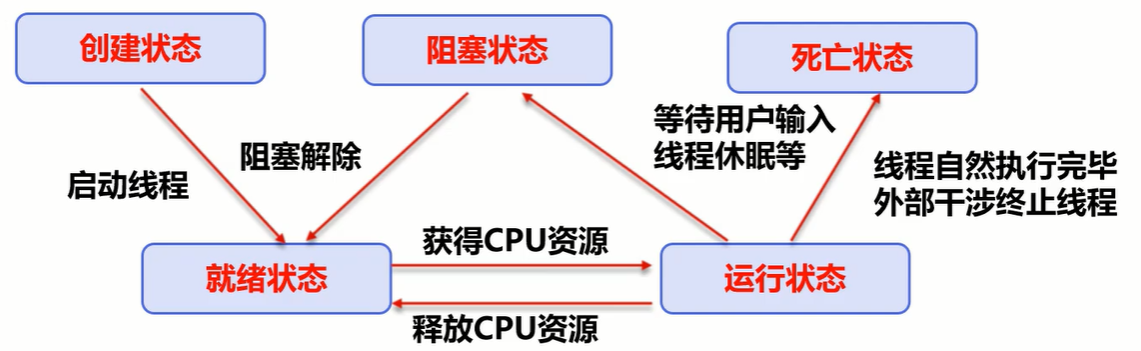 创建状态
阻塞状态
死亡状态
等待用户输入
线程休眠等
阻塞解除
启动线程
线程自然执行完毕
外部干涉终止线程
获得CPU资源
就绪状态
运行状态
释放CPU资源